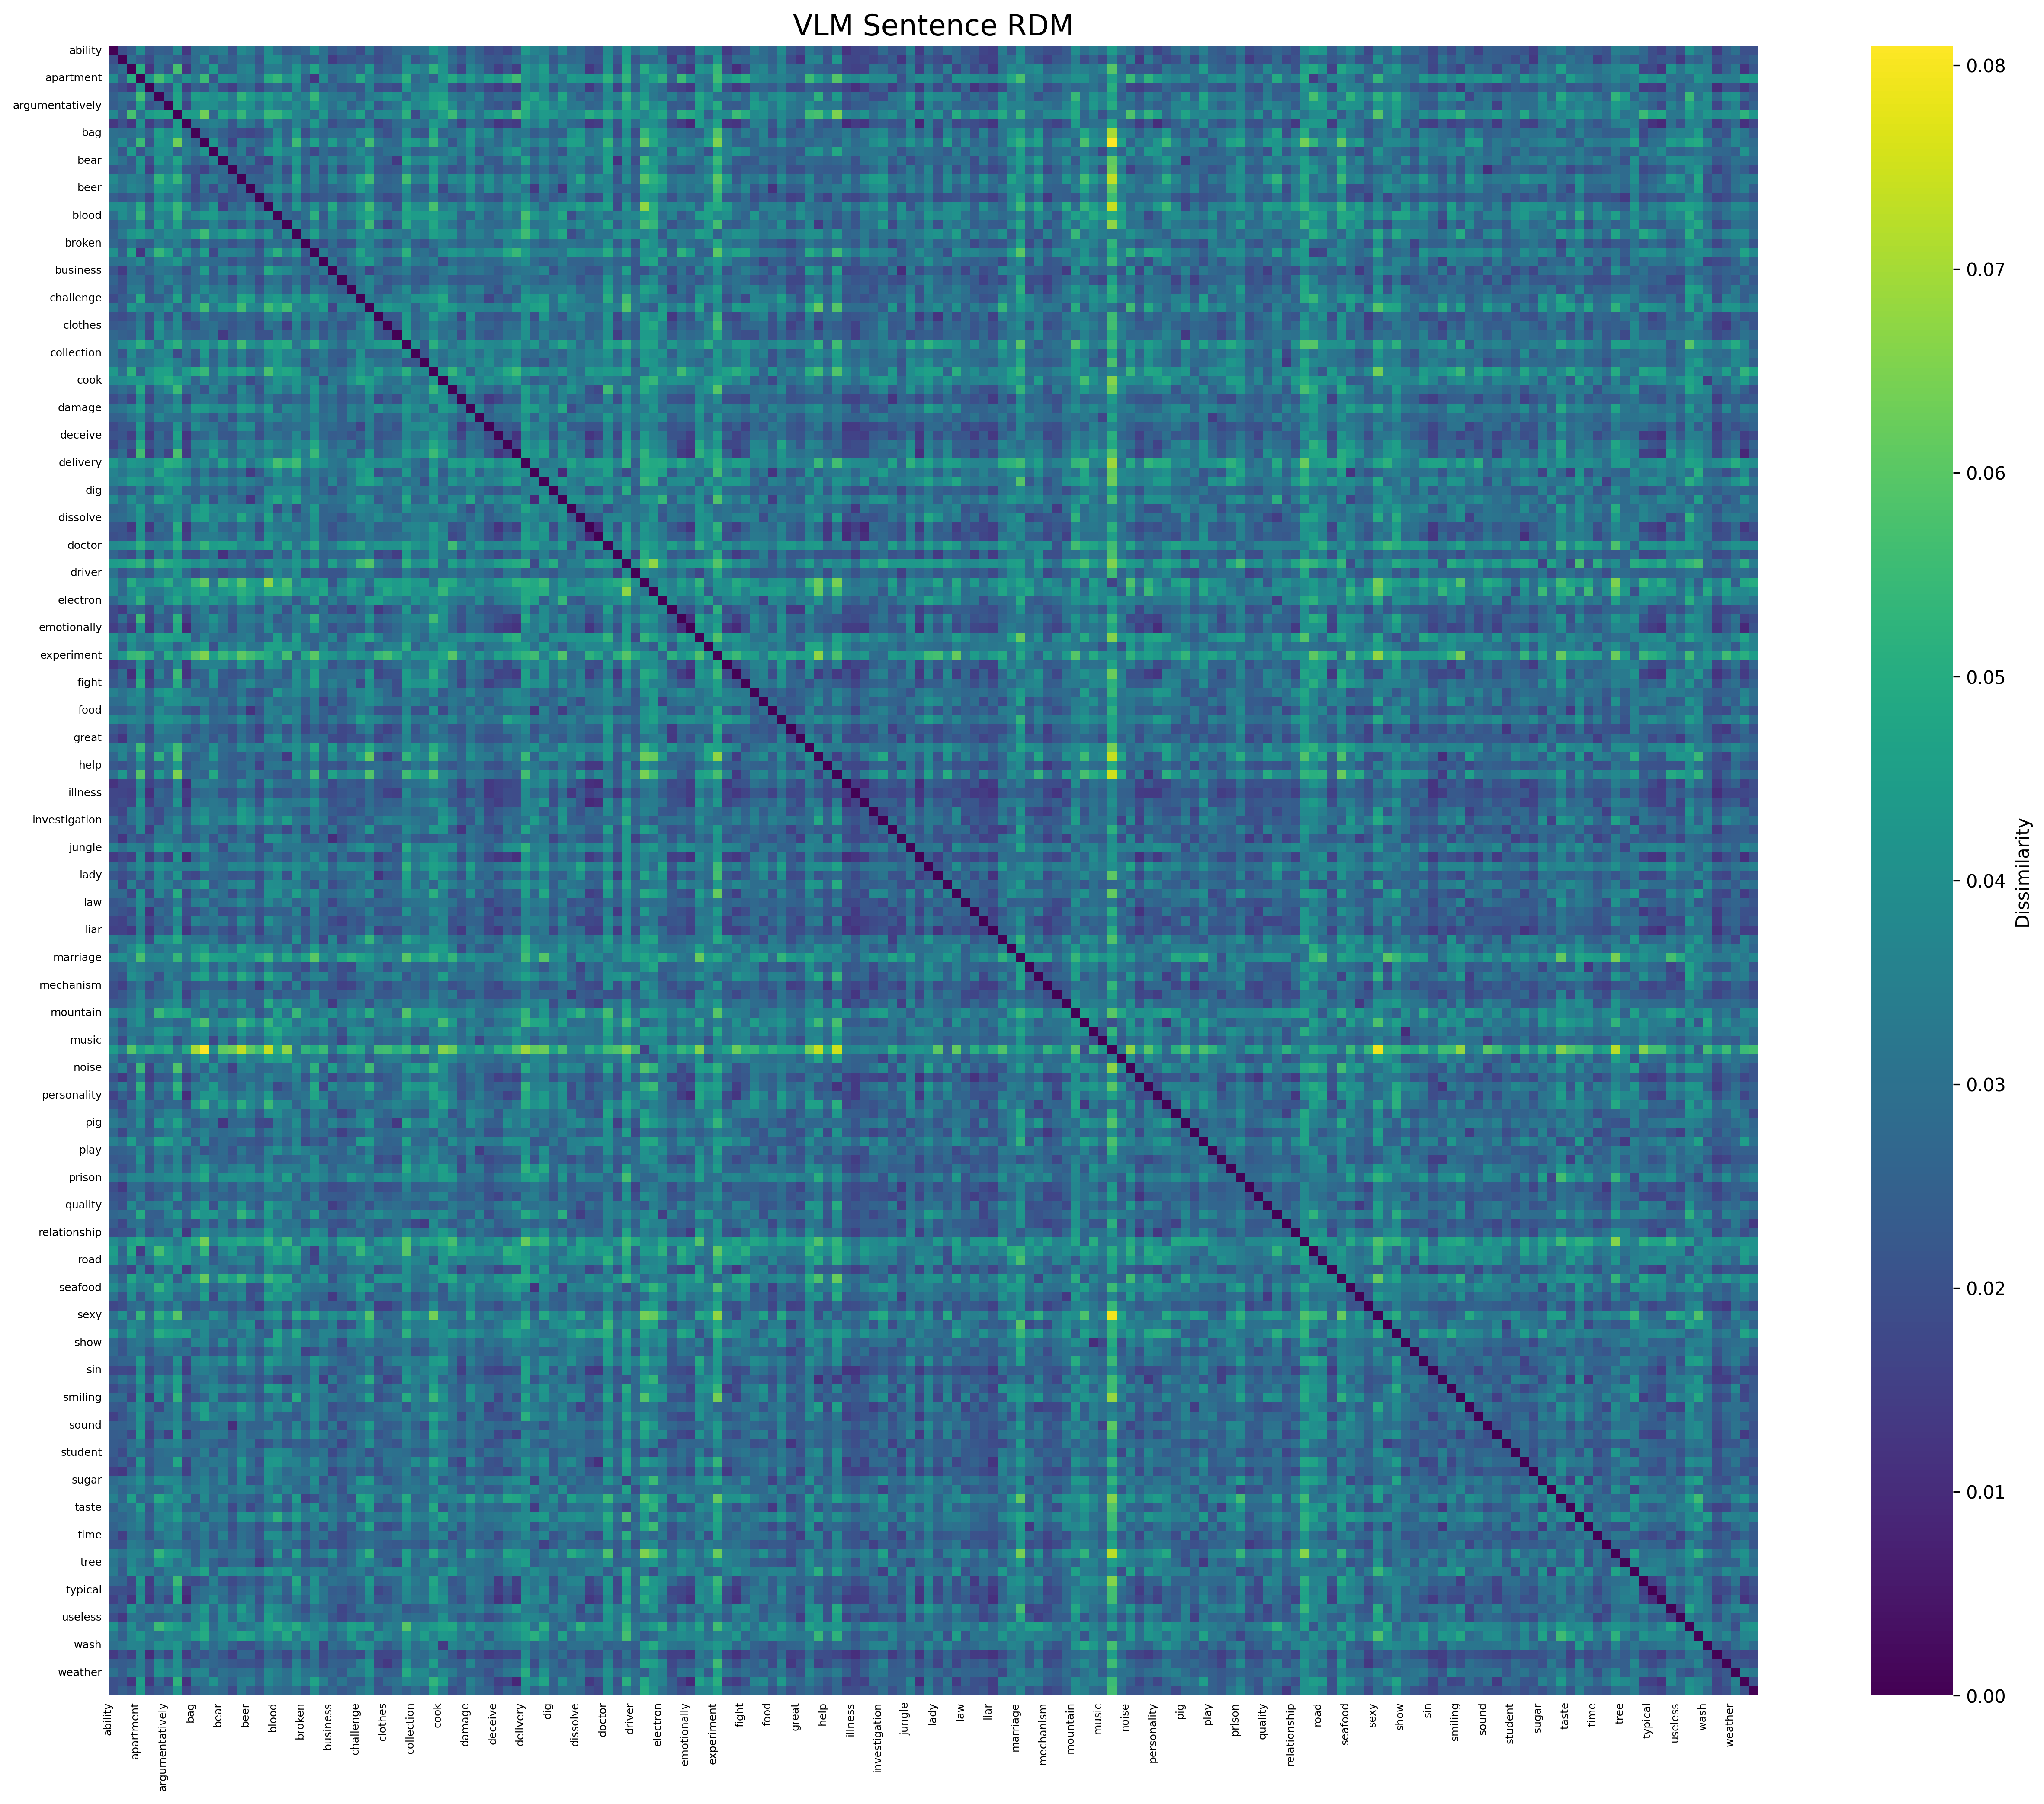 VLM Sentence RDM
ability
apartment
argumentatively
bag
bear
beer
blood
broken
business
challenge
clothes
collection
cook
damage
deceive
delivery
dig
dissolve
doctor
driver
electron
emotionally
experiment
fight
food
great
help
illness
investigation
jungle
lady
law
liar
marriage
mechanism
mountain
music
noise
personality
pig
play
prison
quality
relationship
road
seafood
sexy
show
sin
smiling
sound
student
sugar
taste
time
tree
typical
useless
wash
weather
ability
apartment
argumentatively
bag
bear
beer
blood
broken
business
challenge
clothes
collection
cook
damage
deceive
delivery
dig
dissolve
doctor
driver
electron
emotionally
experiment
fight
food
great
help
illness
investigation
jungle
lady
law
liar
marriage
mechanism
mountain
music
noise
personality
pig
play
prison
quality
relationship
road
seafood
sexy
show
sin
smiling
sound
student
sugar
taste
time
tree
typical
useless
wash
weather
0.08
0.07
0.06
0.05
0.04
0.03
0.02
0.01
0.00
Dissimilarity